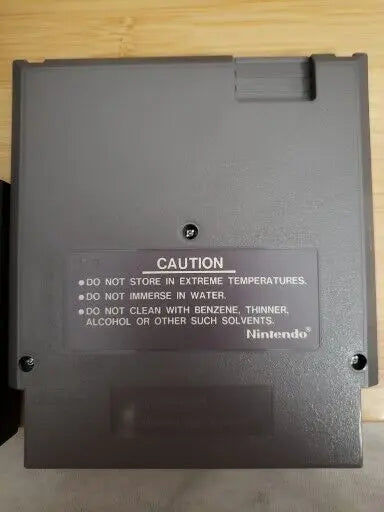 CAUTION
●DO NOT STORE IN EXTREME TEMPERATURES.
●DO NOT IMMERSE IN WATER.
●DO NOT CLEAN WITH BENZENE, THINNER,
ALCOHOL OR OTHER SUCH SOLVENTS.
Nintendo®